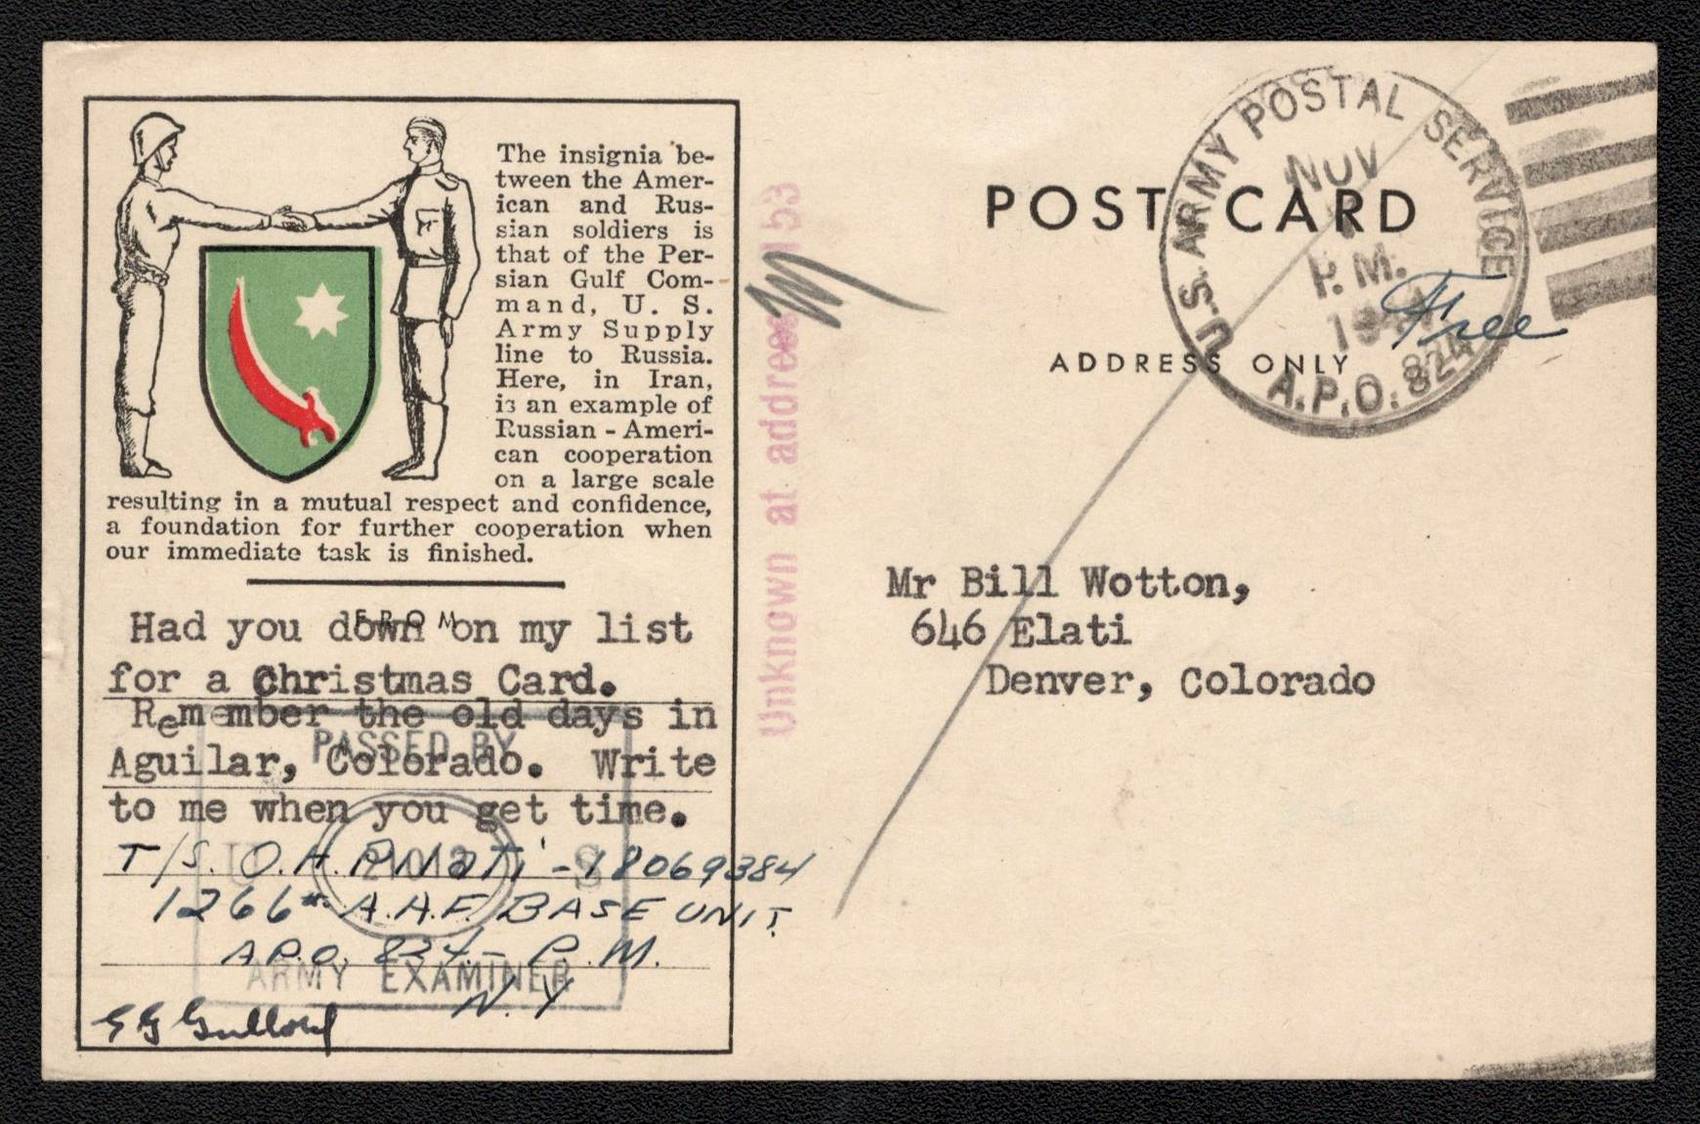 The insignia be-
tween the Amer-
ican and Rus-
sian soldiers is
that of the Per-
sian Gulf Com-
mand, U. S.
Army Supply
line to Russia.
Here, in Iran,
is an example of
Russian - Ameri-
can cooperation
on a large scale
resulting in a mutual respect and confidence,
a foundation for further cooperation when
our immediate task is finished.
FROM
Had you down on my list
for a Christmas Card.
Remember the old days in
Aguilar, Colorado. Write
to me when you get time.
T/S. O.H. - 18069384
1266th A.A.F. BASE UNIT.
A.P.O. 824 - P.M.
N.Y
PASSED BY
U S
ARMY EXAMINER
Unknown at address
POST CARD
ADDRESS ONLY
U.S. ARMY POSTAL SERVICE
NOV
P.M.
A.P.O. 824
Free
Mr Bill Wotton,
646 Elati
Denver, Colorado